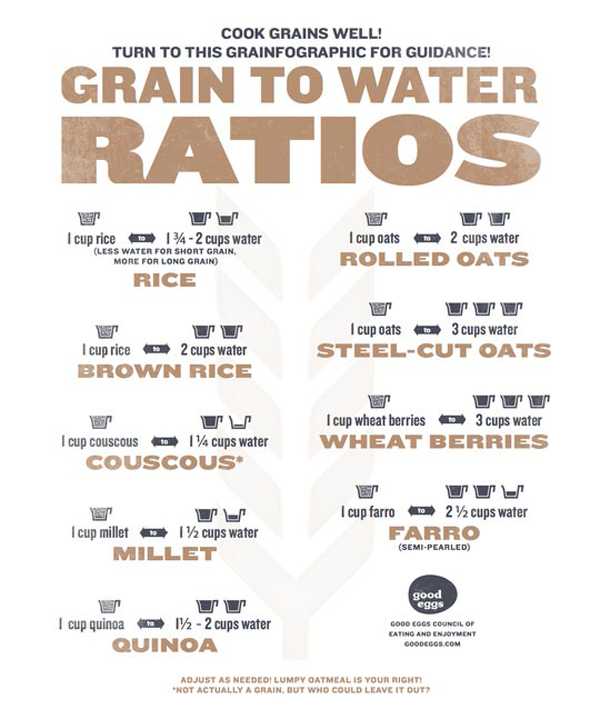 COOK GRAINS WELL!
TURN TO THIS GRAINFOGRAPHIC FOR GUIDANCE!
GRAIN TO WATER
RATIOS
1 cup rice to 1 ¾ - 2 cups water
(LESS WATER FOR SHORT GRAIN,
MORE FOR LONG GRAIN)
RICE
1 cup rice to 2 cups water
BROWN RICE
1 cup couscous to 1 ¼ cups water
COUSCOUS*
1 cup millet to 1 ½ cups water
MILLET
1 cup quinoa to 1½ - 2 cups water
QUINOA
1 cup oats to 2 cups water
ROLLED OATS
1 cup oats to 3 cups water
STEEL-CUT OATS
1 cup wheat berries to 3 cups water
WHEAT BERRIES
1 cup farro to 2 ½ cups water
FARRO
(SEMI-PEARLED)
good
eggs
GOOD EGGS COUNCIL OF
EATING AND ENJOYMENT
GOODEGGS.COM
ADJUST AS NEEDED! LUMPY OATMEAL IS YOUR RIGHT!
*NOT ACTUALLY A GRAIN, BUT WHO COULD LEAVE IT OUT?